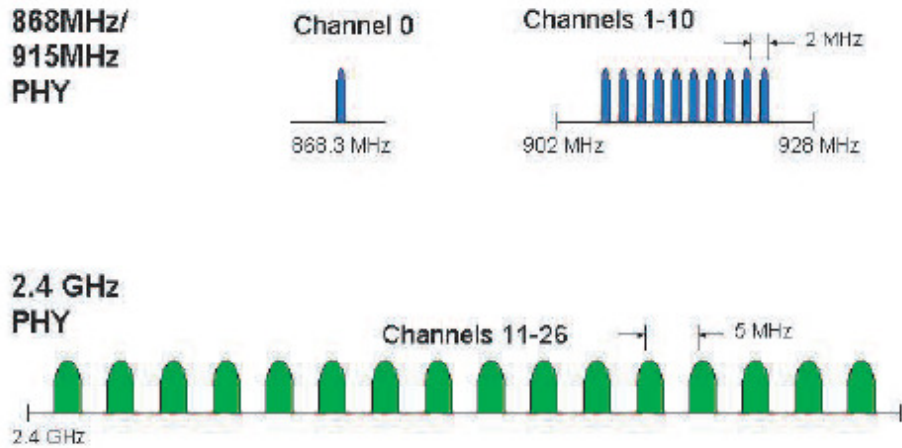 868MHz/
915MHz
PHY
Channel 0
868.3 MHz
Channels 1-10
2 MHz
902 MHz
928 MHz
2.4 GHz
PHY
Channels 11-26
5 MHz
2.4 GHz